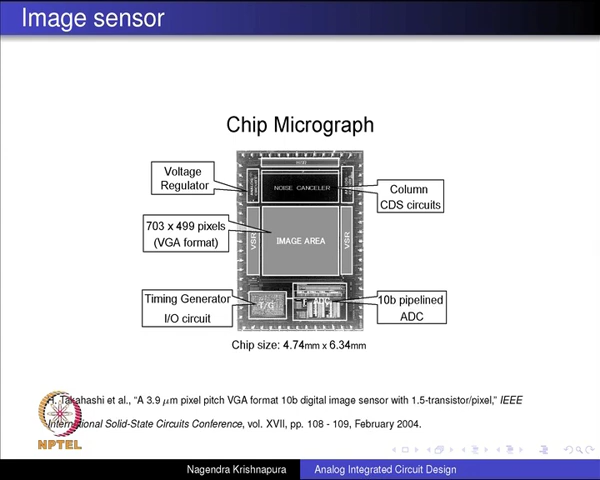 Image sensor
Chip Micrograph
Voltage
Regulator
NOISE CANCELER
Column
CDS circuits
703 x 499 pixels
(VGA format)
VSR
IMAGE AREA
VSR
Timing Generator
I/O circuit
T/G
ADC
10b pipelined
ADC
Chip size: 4.74mm x 6.34mm
H. Takahashi et al., “A 3.9 μm pixel pitch VGA format 10b digital image sensor with 1.5-transistor/pixel,” IEEE
International Solid-State Circuits Conference, vol. XVII, pp. 108 - 109, February 2004.
NPTEL
Nagendra Krishnapura
Analog Integrated Circuit Design